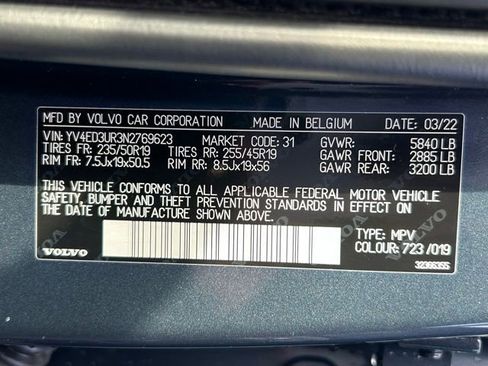 MFD BY VOLVO CAR CORPORATION MADE IN BELGIUM DATE: 03/22
VIN: YV4ED3UR3N2769623 MARKET CODE: 31 GVWR: 5840 LB
TIRES FR: 235/50R19 TIRES RR: 255/45R19 GAWR FRONT: 2885 LB
RIM FR: 7.5Jx19x50.5 RIM RR: 8.5Jx19x56 GAWR REAR: 3200 LB
THIS VEHICLE CONFORMS TO ALL APPLICABLE FEDERAL MOTOR VEHICLE
SAFETY, BUMPER AND THEFT PREVENTION STANDARDS IN EFFECT ON
THE DATE OF MANUFACTURE SHOWN ABOVE.
TYPE: MPV
COLOUR: 723 /019
VOLVO